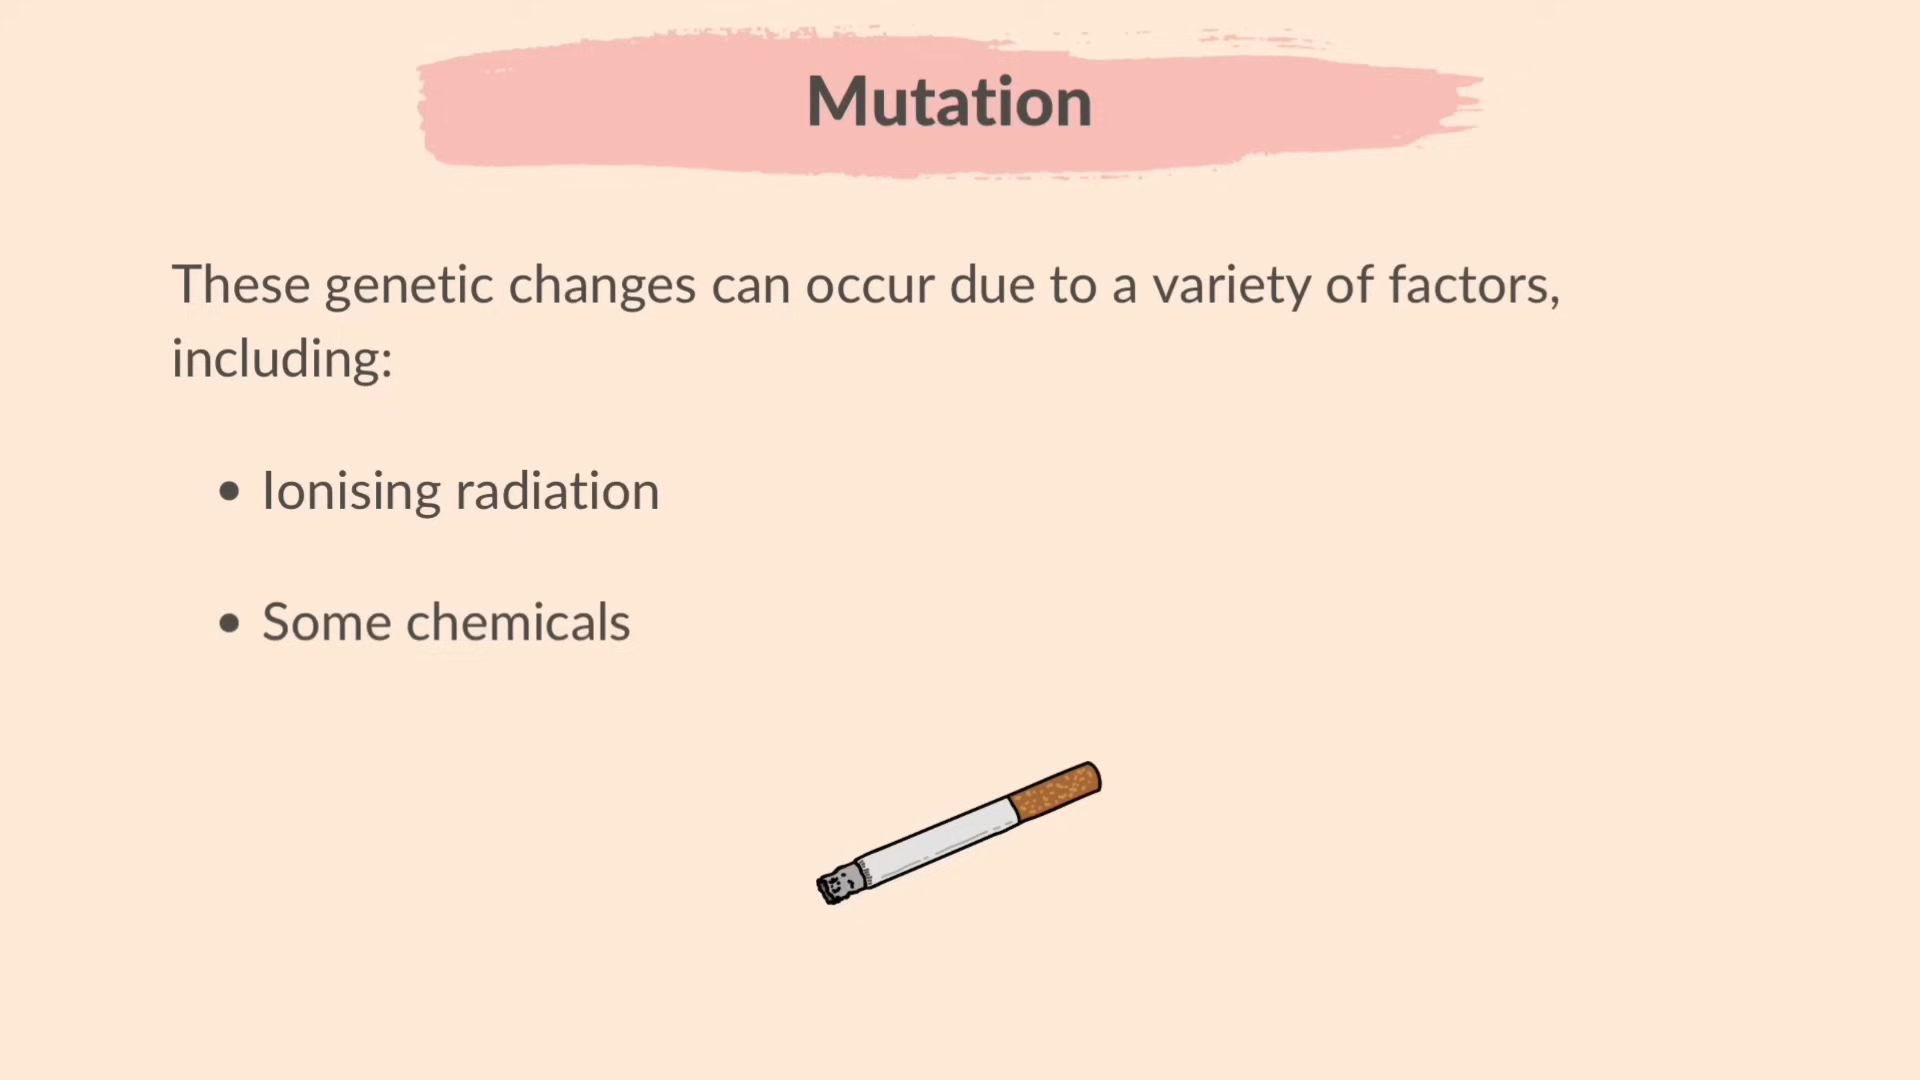 Mutation
These genetic changes can occur due to a variety of factors,
including:
• Ionising radiation
• Some chemicals